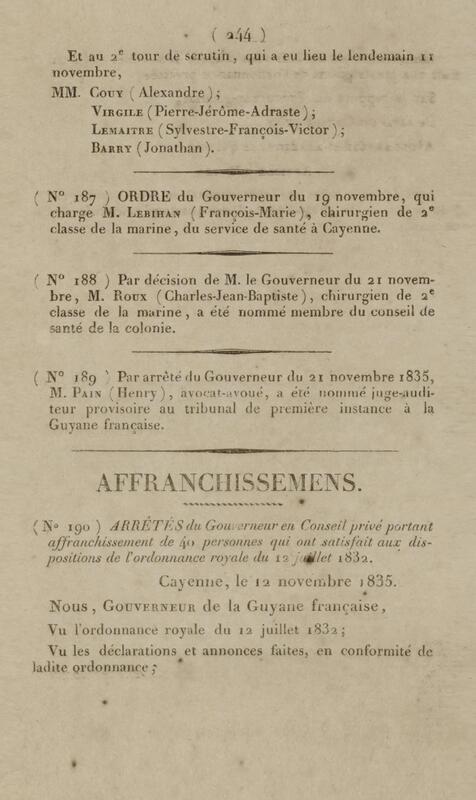 ( 244 )
Et au 2e tour de scrutin, qui a eu lieu le lendemain 11
novembre,
MM. Couy ( Alexandre ) ;
Virgile ( Pierre-Jérôme-Adraste ) ;
Lemaitre ( Sylvestre-François-Victor ) ;
Barry ( Jonathan ).
( N° 187 ) ORDRE du Gouverneur du 19 novembre, qui
charge M. Lebihan ( François-Marie ), chirurgien de 2e
classe de la marine, du service de santé à Cayenne.
( N° 188 ) Par décision de M. le Gouverneur du 21 novem-
bre, M. Roux ( Charles-Jean-Baptiste ), chirurgien de 2e
classe de la marine, a été nommé membre du conseil de
santé de la colonie.
( N° 189 ) Par arrêté du Gouverneur du 21 novembre 1835,
M. Pain ( Henry ), avocat-avoué, a été nommé juge-audi-
teur provisoire au tribunal de première instance à la
Guyane française.
AFFRANCHISSEMENS.
( N° 190 ) ARRÊTÉS du Gouverneur en Conseil privé portant
affranchissement de 40 personnes qui ont satisfait aux dis-
positions de l'ordonnance royale du 12 juillet 1832.
Cayenne, le 12 novembre 1835.
Nous, Gouverneur de la Guyane française,
Vu l'ordonnance royale du 12 juillet 1832 ;
Vu les déclarations et annonces faites, en conformité de
ladite ordonnance ;